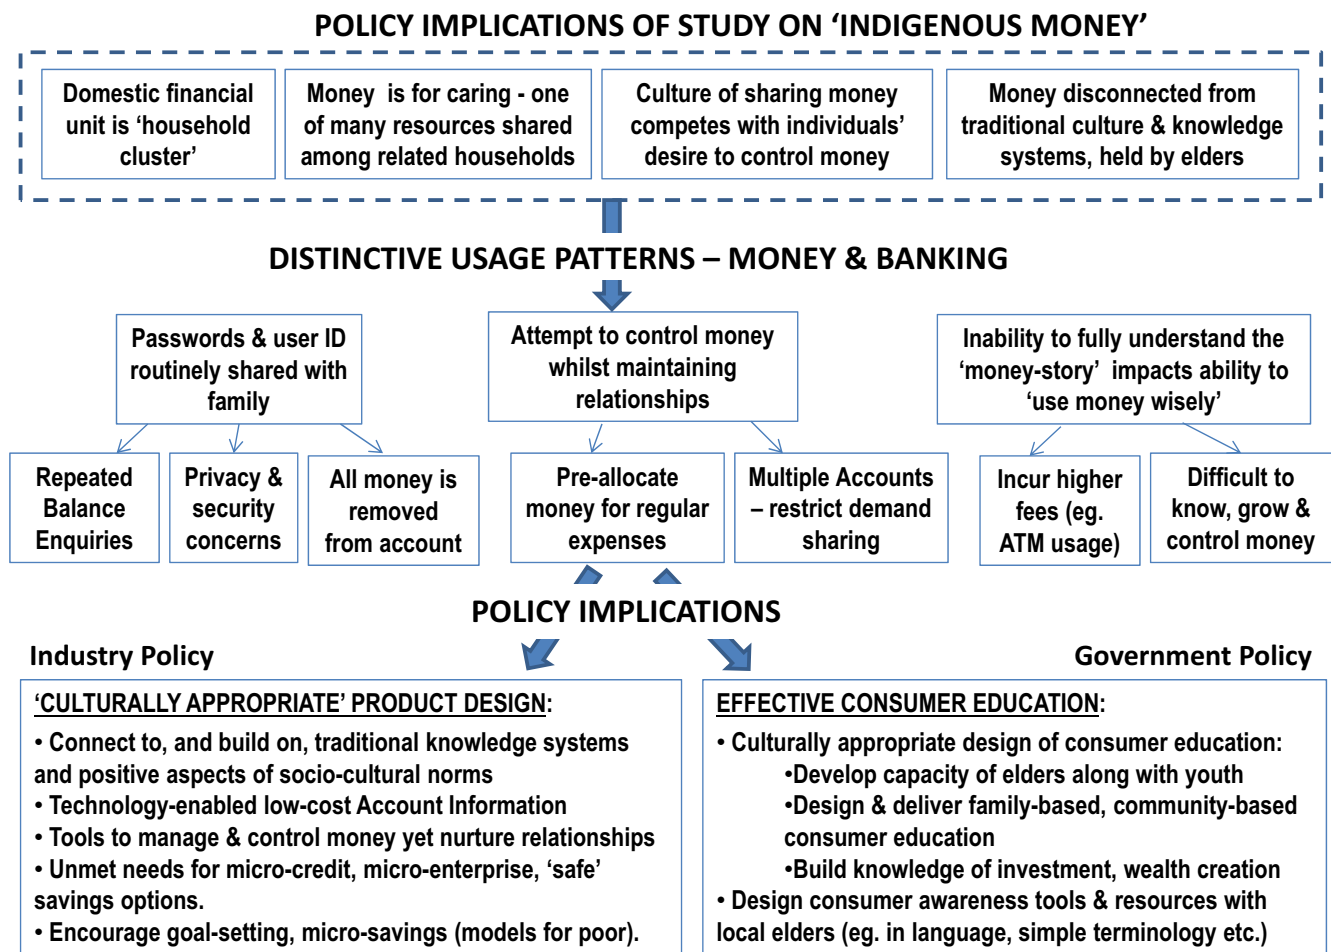 POLICY IMPLICATIONS OF STUDY ON ‘INDIGENOUS MONEY’
Domestic financial
unit is ‘household
cluster’
Money is for caring - one
of many resources shared
among related households
Culture of sharing money
competes with individuals’
desire to control money
Money disconnected from
traditional culture & knowledge
systems, held by elders
DISTINCTIVE USAGE PATTERNS – MONEY & BANKING
Passwords & user ID
routinely shared with
family
Attempt to control money
whilst maintaining
relationships
Inability to fully understand the
‘money-story’ impacts ability to
‘use money wisely’
Repeated
Balance
Enquiries
Privacy &
security
concerns
All money is
removed
from account
Pre-allocate
money for regular
expenses
Multiple Accounts
– restrict demand
sharing
Incur higher
fees (eg.
ATM usage)
Difficult to
know, grow &
control money
POLICY IMPLICATIONS
Industry Policy
‘CULTURALLY APPROPRIATE’ PRODUCT DESIGN:
• Connect to, and build on, traditional knowledge systems
and positive aspects of socio-cultural norms
• Technology-enabled low-cost Account Information
• Tools to manage & control money yet nurture relationships
• Unmet needs for micro-credit, micro-enterprise, ‘safe’
savings options.
• Encourage goal-setting, micro-savings (models for poor).
Government Policy
EFFECTIVE CONSUMER EDUCATION:
• Culturally appropriate design of consumer education:
•Develop capacity of elders along with youth
•Design & deliver family-based, community-based
consumer education
•Build knowledge of investment, wealth creation
• Design consumer awareness tools & resources with
local elders (eg. in language, simple terminology etc.)